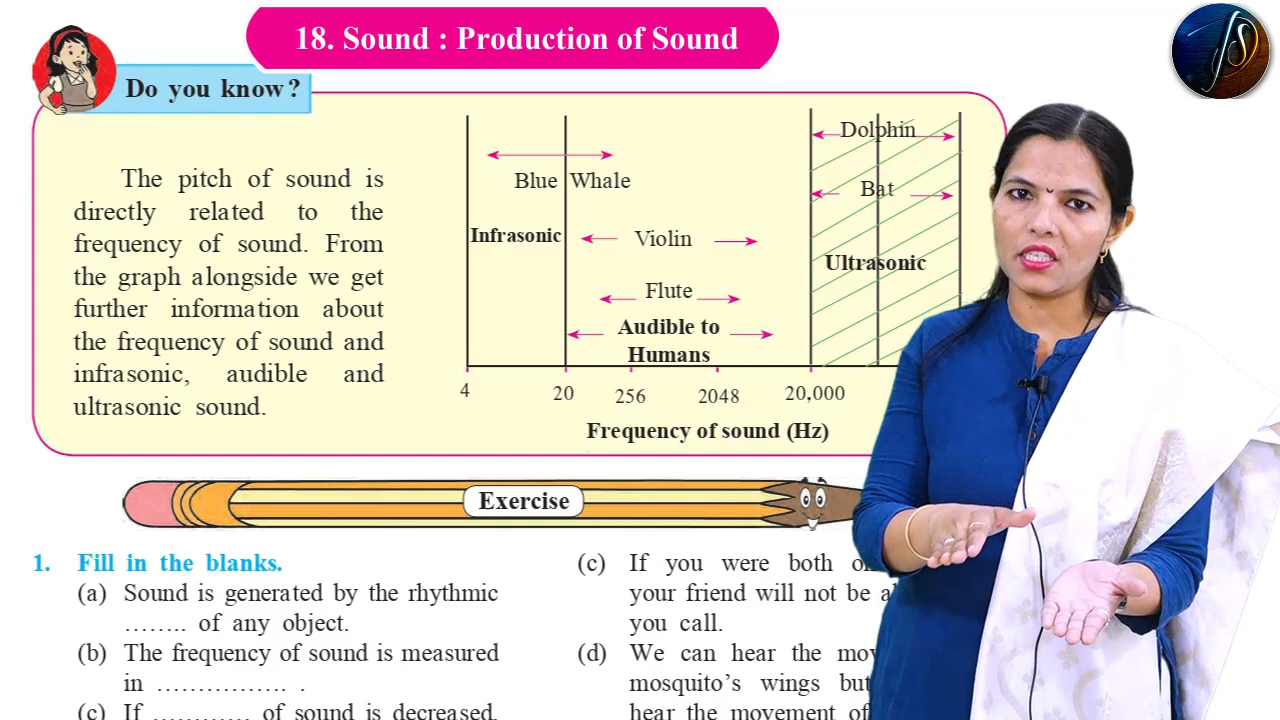 18. Sound : Production of Sound
Do you know?
The pitch of sound is
directly related to the
frequency of sound. From
the graph alongside we get
further information about
the frequency of sound and
infrasonic, audible and
ultrasonic sound.
Dolphin
Blue Whale
Bat
Infrasonic
Violin
Ultrasonic
Flute
Audible to
Humans
4 20 256 2048 20,000
Frequency of sound (Hz)
Exercise
1. Fill in the blanks.
(a) Sound is generated by the rhythmic
........ of any object.
(b) The frequency of sound is measured
in ................ .
(c) If ............ of sound is decreased,
(c) If you were both
your friend will not be
you call.
(d) We can hear the
mosquito's wings but
hear the movement of